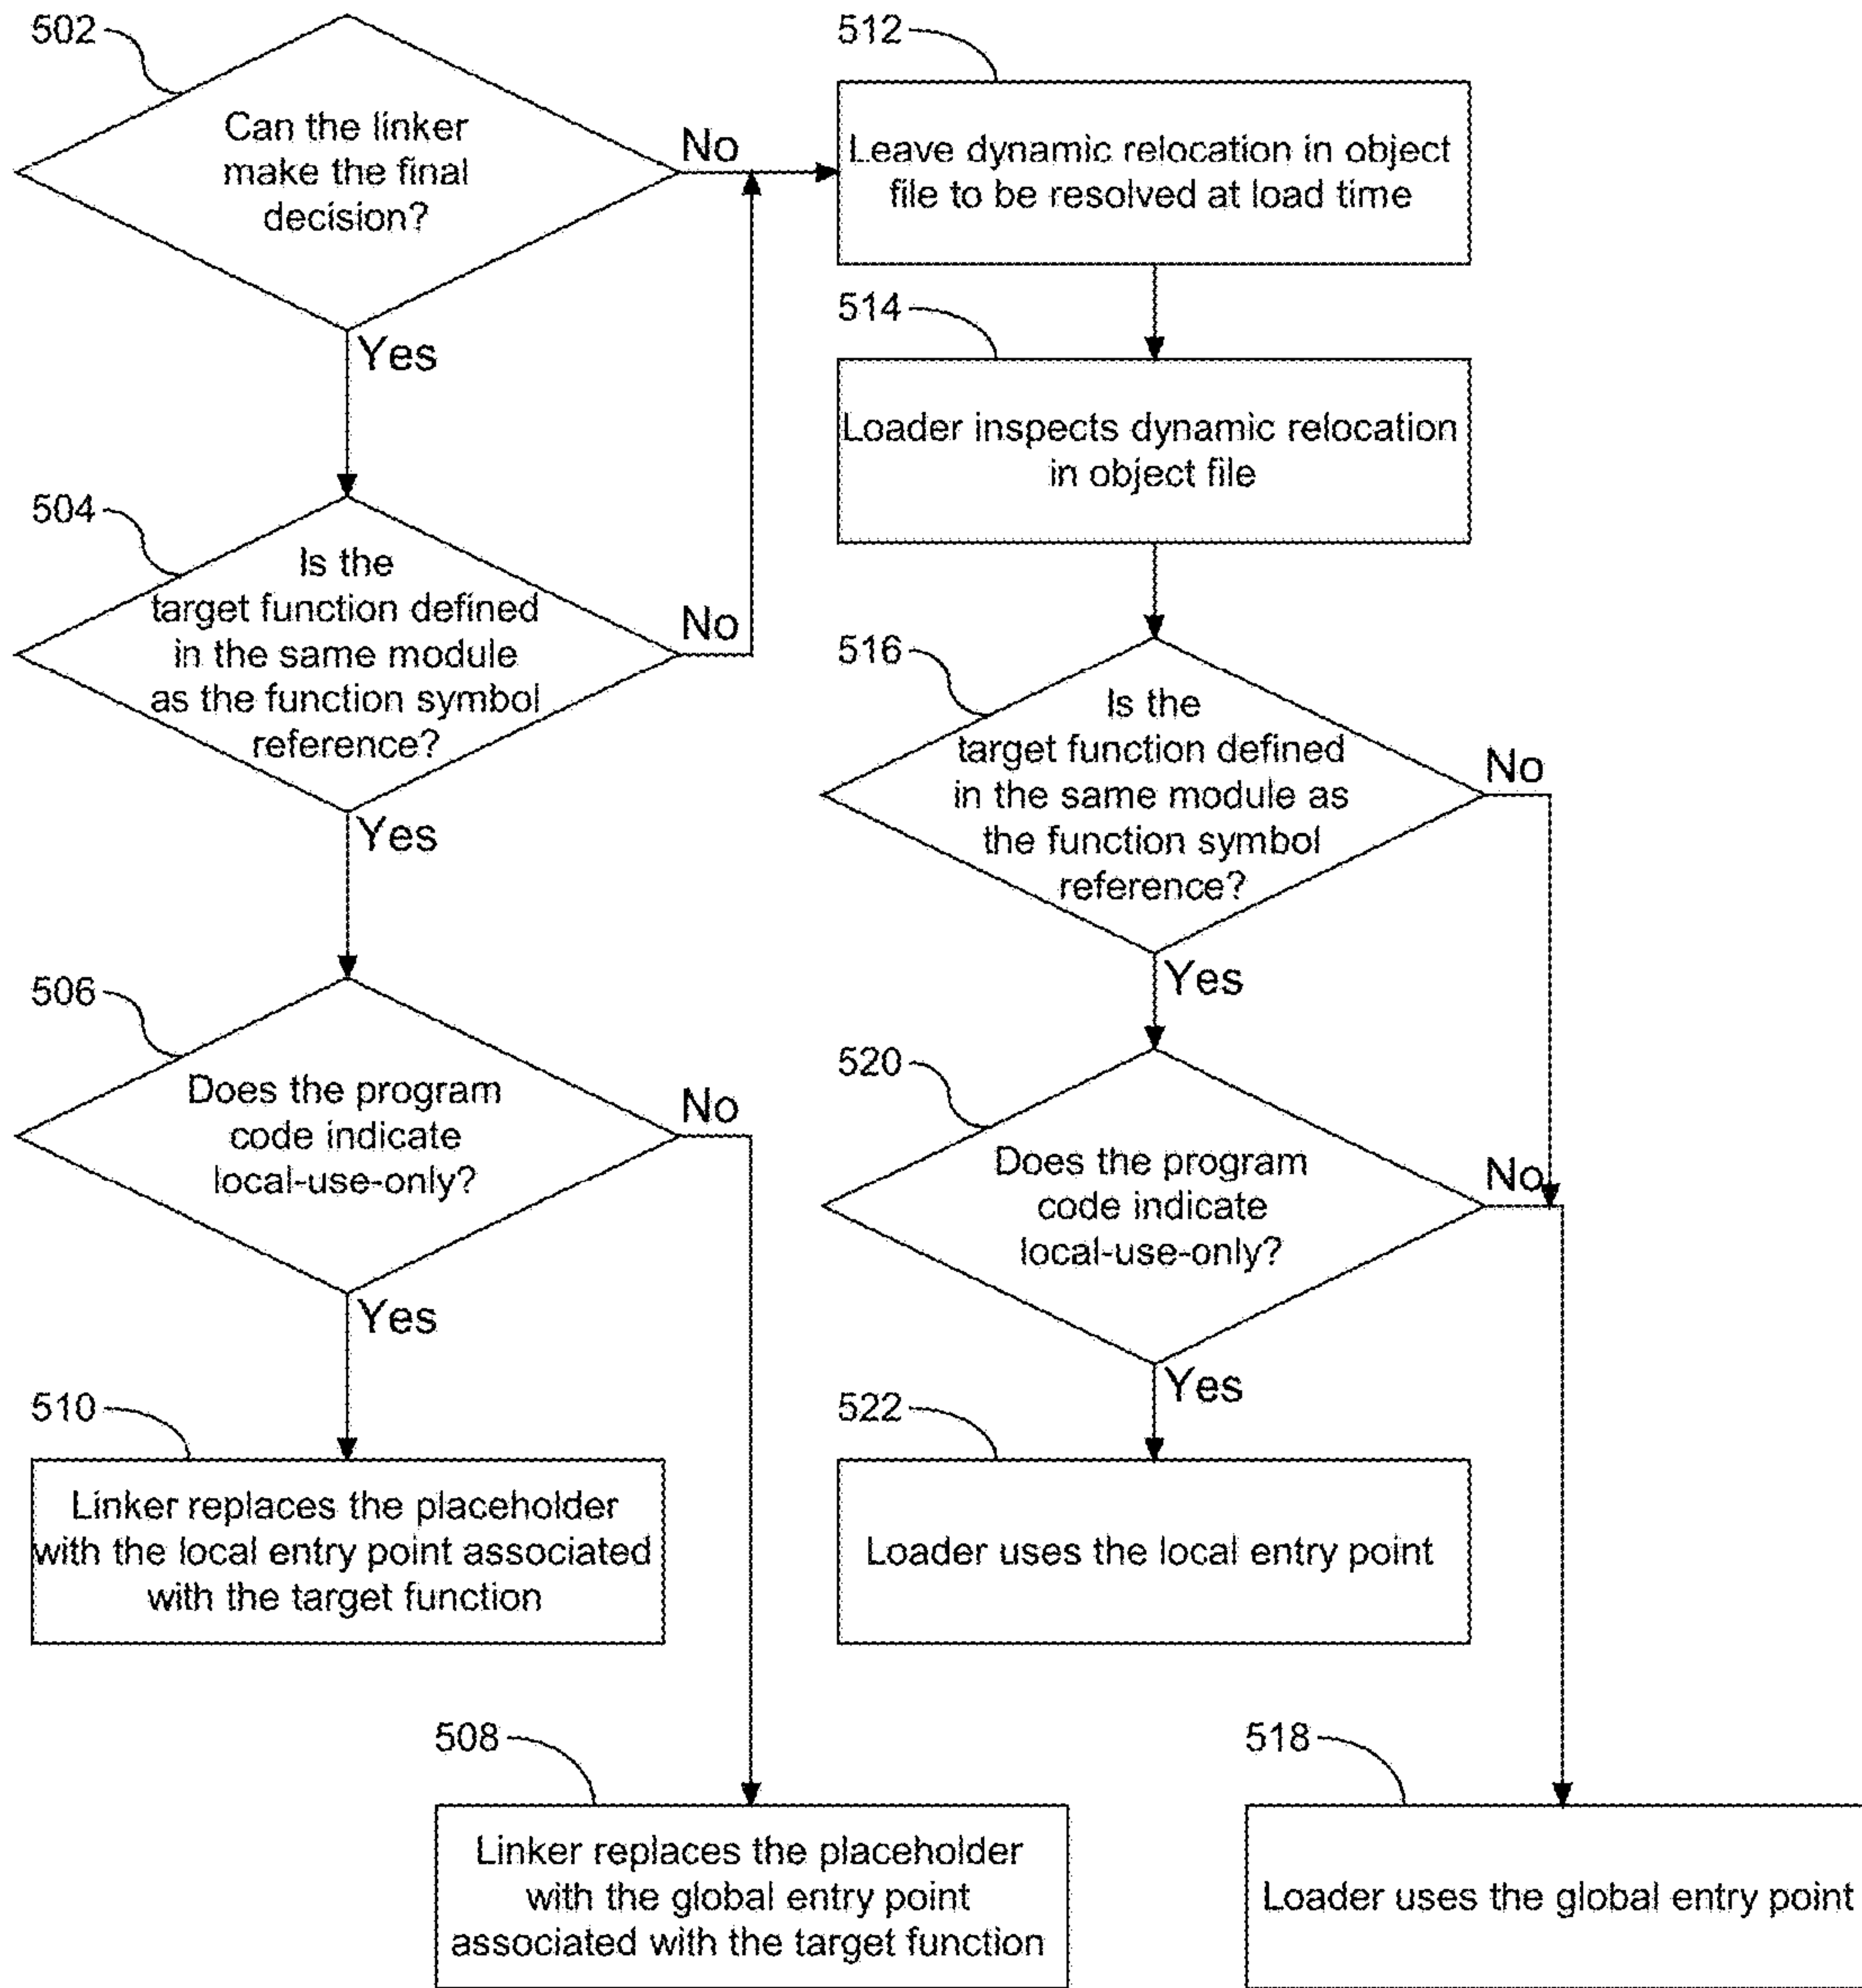 502
Can the linker
make the final
decision?
No
Yes
504
Is the
target function defined
in the same module
as the function symbol
reference?
No
Yes
506
Does the program
code indicate
local-use-only?
No
Yes
510
Linker replaces the placeholder
with the local entry point associated
with the target function
508
Linker replaces the placeholder
with the global entry point
associated with the target function
512
Leave dynamic relocation in object
file to be resolved at load time
514
Loader inspects dynamic relocation
in object file
516
Is the
target function defined
in the same module as
the function symbol
reference?
No
Yes
520
Does the program
code indicate
local-use-only?
No
Yes
522
Loader uses the local entry point
518
Loader uses the global entry point